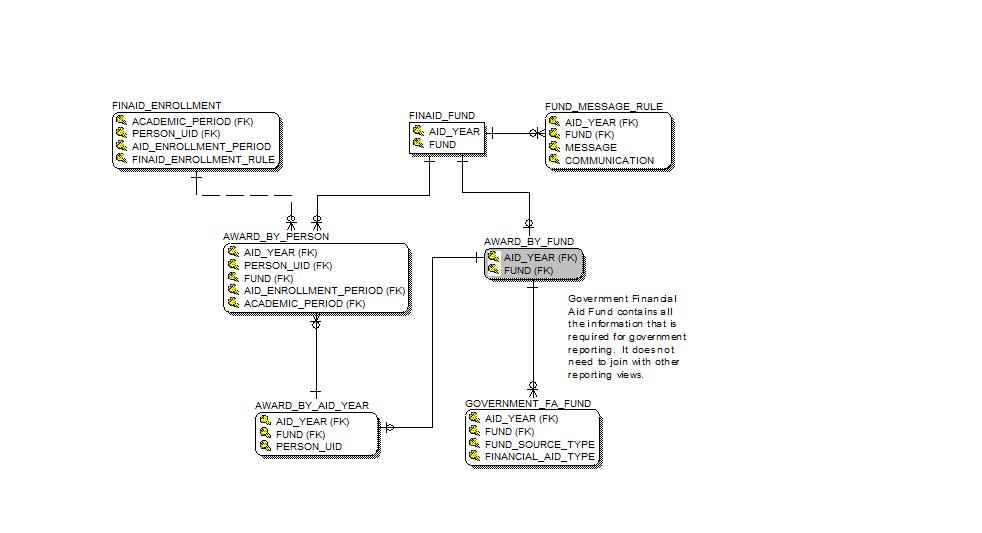 FINAID_ENROLLMENT
ACADEMIC_PERIOD (FK)
PERSON_UID (FK)
AID_ENROLLMENT_PERIOD
FINAID_ENROLLMENT_RULE
FINAID_FUND
AID_YEAR
FUND
FUND_MESSAGE_RULE
AID_YEAR (FK)
FUND (FK)
MESSAGE
COMMUNICATION
AWARD_BY_PERSON
AID_YEAR (FK)
PERSON_UID (FK)
FUND (FK)
AID_ENROLLMENT_PERIOD (FK)
ACADEMIC_PERIOD (FK)
AWARD_BY_FUND
AID_YEAR (FK)
FUND (FK)
Government Financial
Aid Fund contains all
the information that is
required for government
reporting. It does not
need to join with other
reporting views.
AWARD_BY_AID_YEAR
AID_YEAR (FK)
FUND (FK)
PERSON_UID
GOVERNMENT_FA_FUND
AID_YEAR (FK)
FUND (FK)
FUND_SOURCE_TYPE
FINANCIAL_AID_TYPE